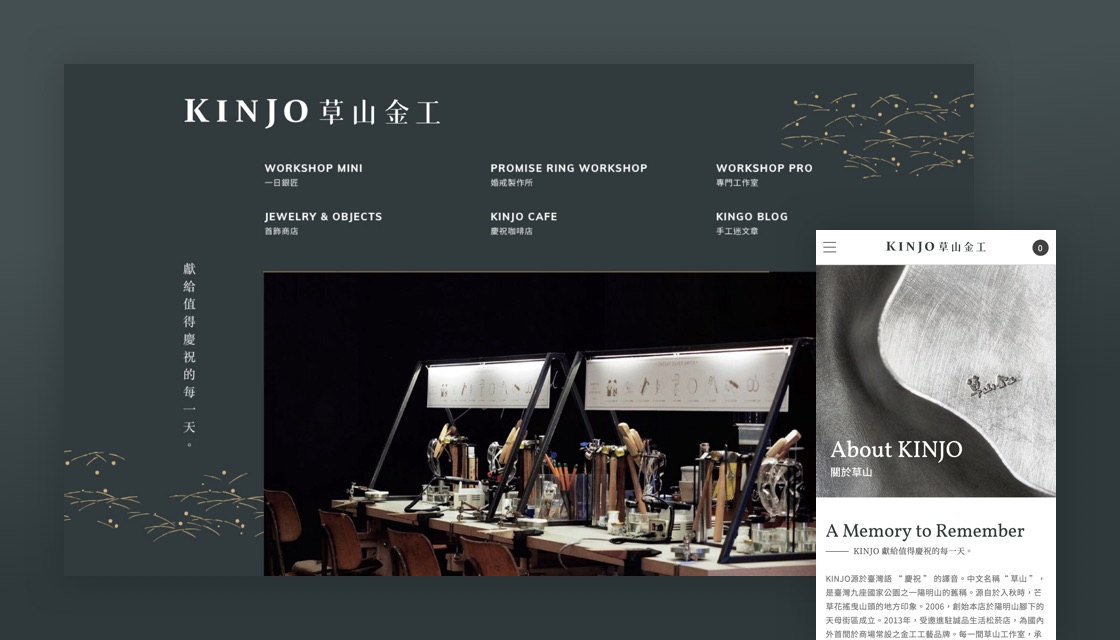 KINJO 草山金工
WORKSHOP MINI
一日銀匠
PROMISE RING WORKSHOP
婚戒製作所
WORKSHOP PRO
專門工作室
JEWELRY & OBJECTS
首飾商店
KINJO CAFE
慶祝咖啡店
KINGO BLOG
手工迷文章
獻給值得慶祝的每一天。
KINJO 草山金工
0
草山
About KINJO
關於草山
A Memory to Remember
KINJO 獻給值得慶祝的每一天。
KINJO源於臺灣語 “ 慶祝 ” 的譯音。中文名稱 “ 草山 ” ，
是臺灣九座國家公園之一陽明山的舊稱。源自於入秋時，芒
草花搖曳山頭的地方印象。2006，創始本店於陽明山腳下的
天母街區成立。2013年，受邀進駐誠品生活松菸店，為國內
外首間於商場常設之金工工藝品牌。每一間草山工作室，承